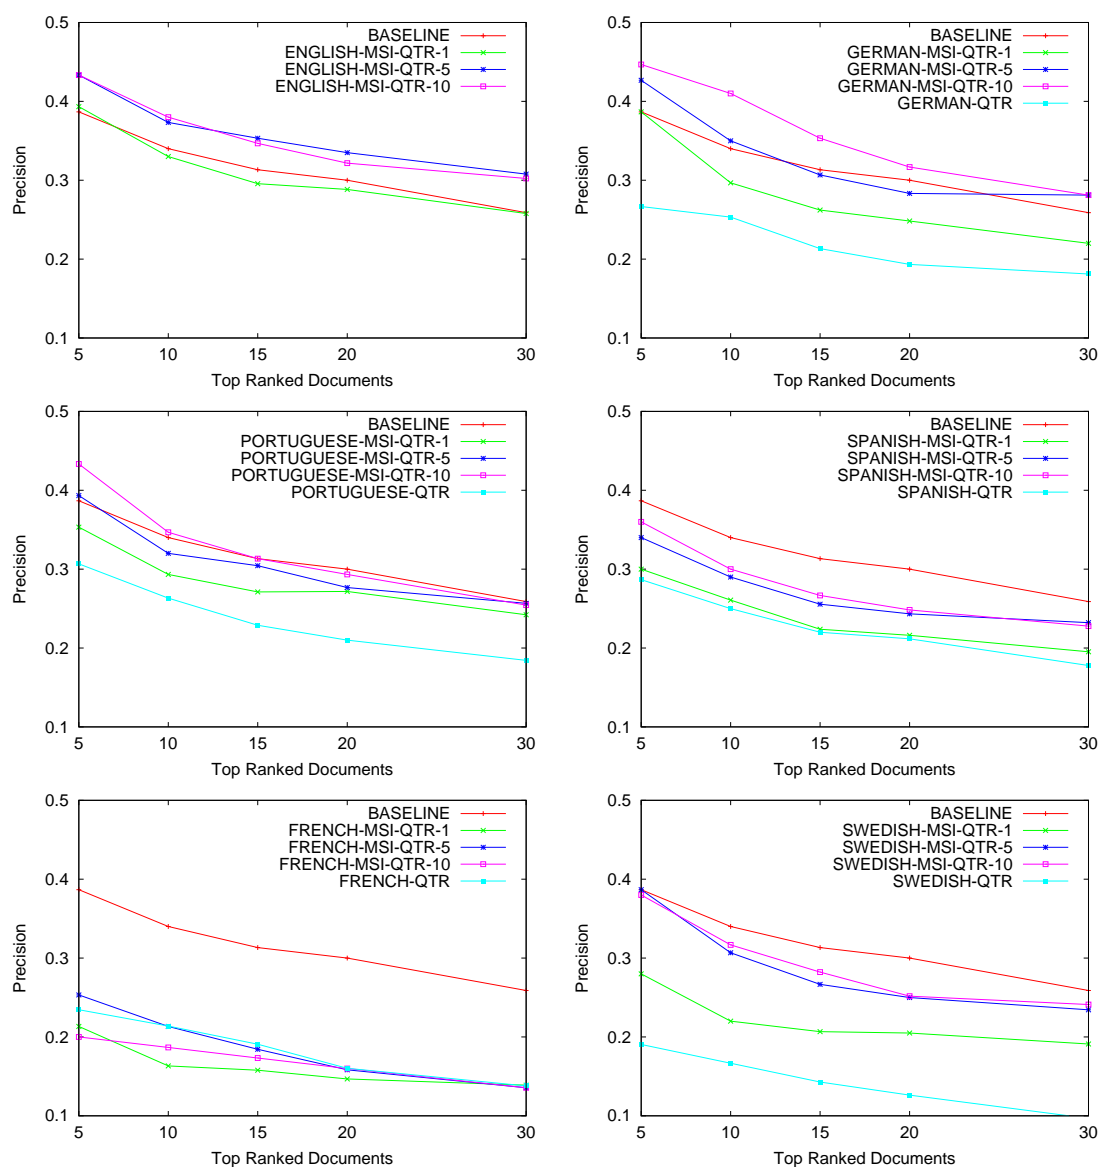 0.5
BASELINE
ENGLISH-MSI-QTR-1
ENGLISH-MSI-QTR-5
ENGLISH-MSI-QTR-10
0.4
0.3
0.2
0.1
Precision
5 10 15 20 30
Top Ranked Documents
0.5
BASELINE
GERMAN-MSI-QTR-1
GERMAN-MSI-QTR-5
GERMAN-MSI-QTR-10
GERMAN-QTR
0.4
0.3
0.2
0.1
Precision
5 10 15 20 30
Top Ranked Documents
0.5
BASELINE
PORTUGUESE-MSI-QTR-1
PORTUGUESE-MSI-QTR-5
PORTUGUESE-MSI-QTR-10
PORTUGUESE-QTR
0.4
0.3
0.2
0.1
Precision
5 10 15 20 30
Top Ranked Documents
0.5
BASELINE
SPANISH-MSI-QTR-1
SPANISH-MSI-QTR-5
SPANISH-MSI-QTR-10
SPANISH-QTR
0.4
0.3
0.2
0.1
Precision
5 10 15 20 30
Top Ranked Documents
0.5
BASELINE
FRENCH-MSI-QTR-1
FRENCH-MSI-QTR-5
FRENCH-MSI-QTR-10
FRENCH-QTR
0.4
0.3
0.2
0.1
Precision
5 10 15 20 30
Top Ranked Documents
0.5
BASELINE
SWEDISH-MSI-QTR-1
SWEDISH-MSI-QTR-5
SWEDISH-MSI-QTR-10
SWEDISH-QTR
0.4
0.3
0.2
0.1
Precision
5 10 15 20 30
Top Ranked Documents